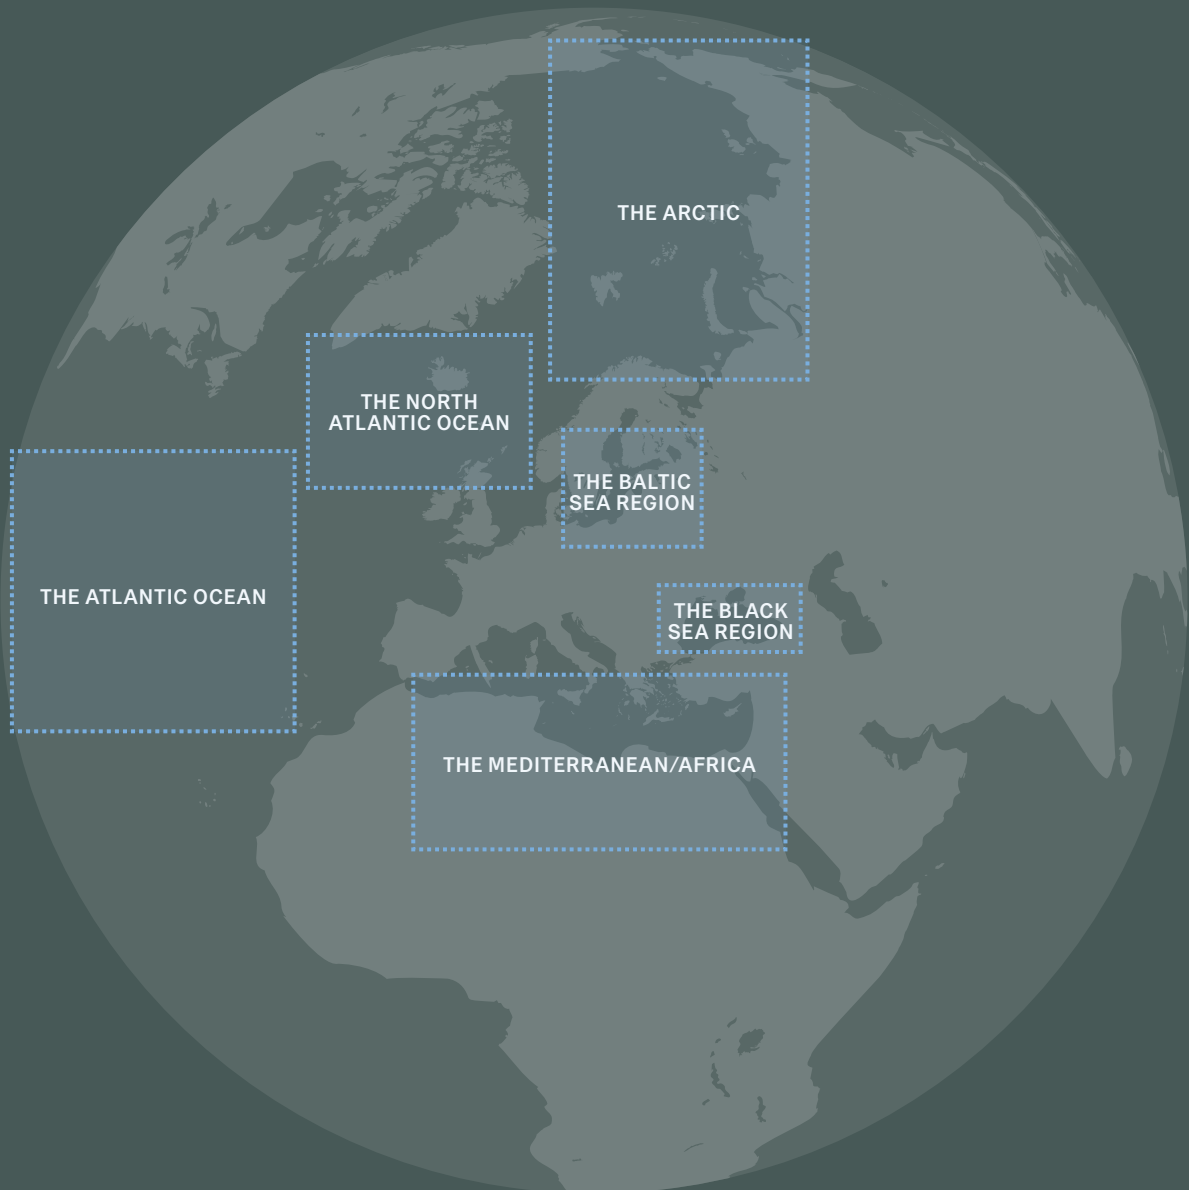 THE ARCTIC
THE NORTH
ATLANTIC OCEAN
THE BALTIC
SEA REGION
THE ATLANTIC OCEAN
THE BLACK
SEA REGION
THE MEDITERRANEAN/AFRICA